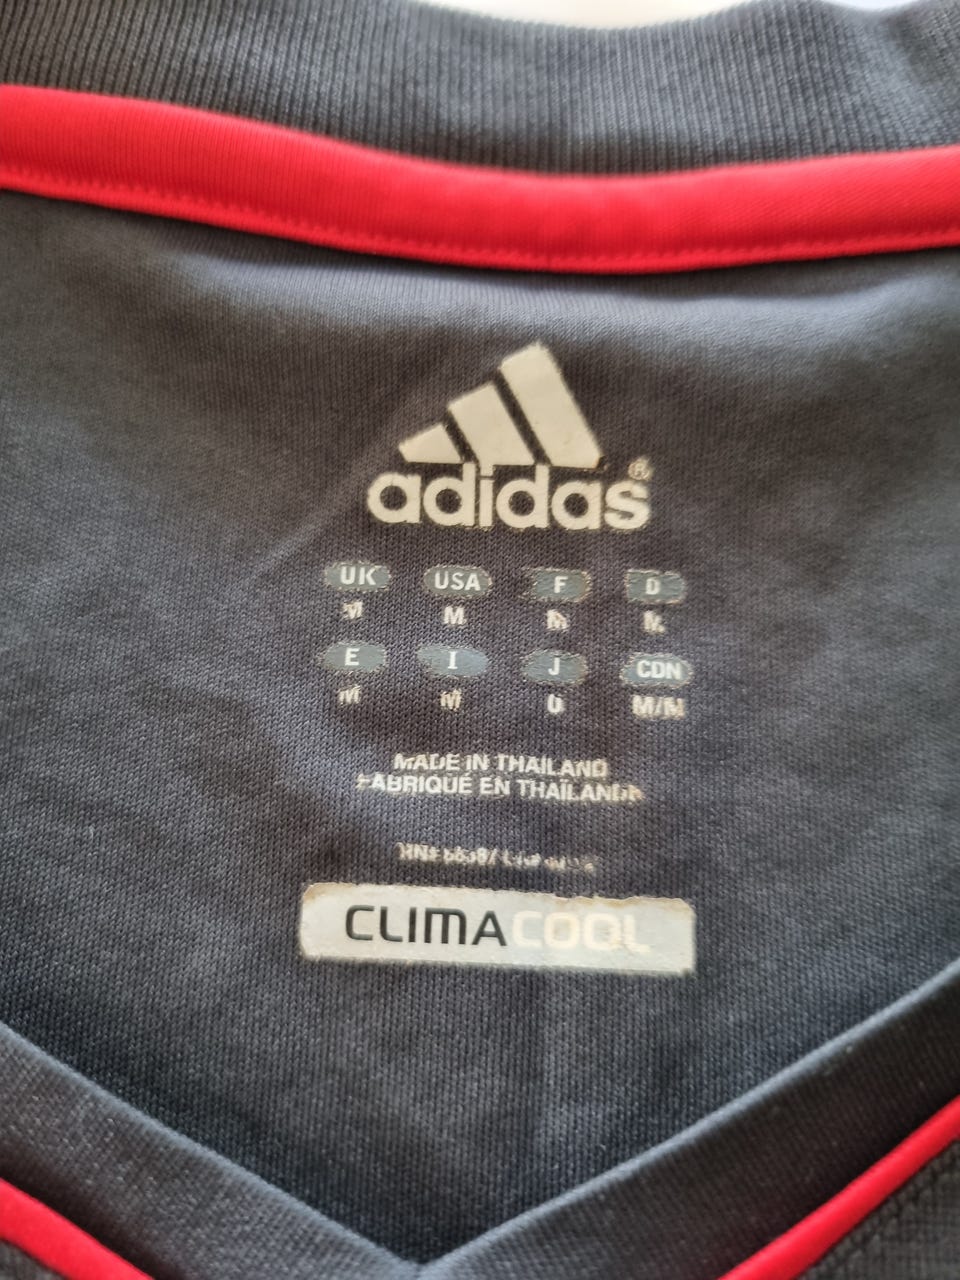 adidas®
UK USA F D
M M M M
E I J CDN
M M O M/M
MADE IN THAILAND
FABRIQUÉ EN THAÏLANDE
CLIMACOOL